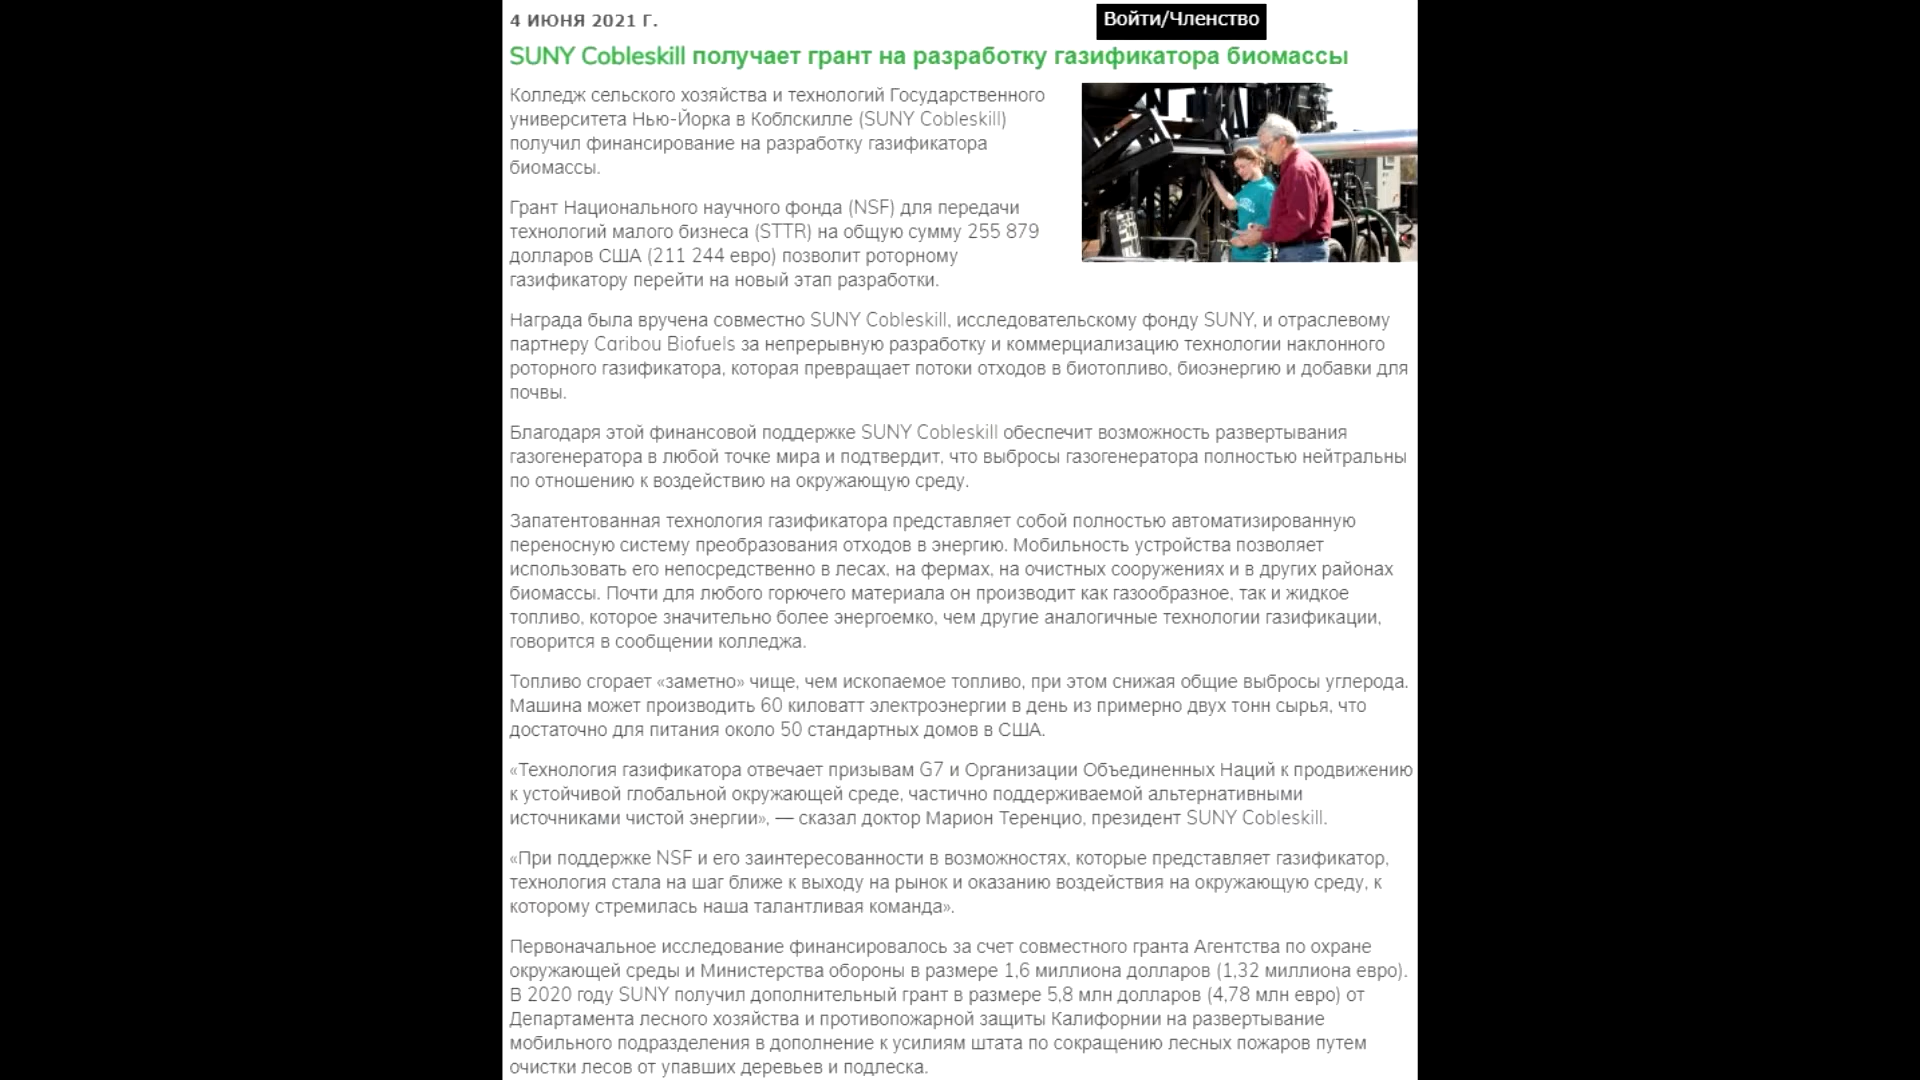 4 ИЮНЯ 2021 Г.
Войти/Членство
SUNY Cobleskill получает грант на разработку газификатора биомассы
Колледж сельского хозяйства и технологий Государственного
университета Нью-Йорка в Коблскилле (SUNY Cobleskill)
получил финансирование на разработку газификатора
биомассы.
Грант Национального научного фонда (NSF) для передачи
технологий малого бизнеса (STTR) на общую сумму 255 879
долларов США (211 244 евро) позволит роторному
газификатору перейти на новый этап разработки.
Награда была вручена совместно SUNY Cobleskill, исследовательскому фонду SUNY, и отраслевому
партнеру Caribou Biofuels за непрерывную разработку и коммерциализацию технологии наклонного
роторного газификатора, которая превращает потоки отходов в биотопливо, биоэнергию и добавки для
почвы.
Благодаря этой финансовой поддержке SUNY Cobleskill обеспечит возможность развертывания
газогенератора в любой точке мира и подтвердит, что выбросы газогенератора полностью нейтральны
по отношению к воздействию на окружающую среду.
Запатентованная технология газификатора представляет собой полностью автоматизированную
переносную систему преобразования отходов в энергию. Мобильность устройства позволяет
использовать его непосредственно в лесах, на фермах, на очистных сооружениях и в других районах
биомассы. Почти для любого горючего материала он производит как газообразное, так и жидкое
топливо, которое значительно более энергоемко, чем другие аналогичные технологии газификации,
говорится в сообщении колледжа.
Топливо сгорает «заметно» чище, чем ископаемое топливо, при этом снижая общие выбросы углерода.
Машина может производить 60 киловатт электроэнергии в день из примерно двух тонн сырья, что
достаточно для питания около 50 стандартных домов в США.
«Технология газификатора отвечает призывам G7 и Организации Объединенных Наций к продвижению
к устойчивой глобальной окружающей среде, частично поддерживаемой альтернативными
источниками чистой энергии», — сказал доктор Марион Теренцио, президент SUNY Cobleskill.
«При поддержке NSF и его заинтересованности в возможностях, которые представляет газификатор,
технология стала на шаг ближе к выходу на рынок и оказанию воздействия на окружающую среду, к
которому стремилась наша талантливая команда».
Первоначальное исследование финансировалось за счет совместного гранта Агентства по охране
окружающей среды и Министерства обороны в размере 1,6 миллиона долларов (1,32 миллиона евро).
В 2020 году SUNY получил дополнительный грант в размере 5,8 млн долларов (4,78 млн евро) от
Департамента лесного хозяйства и противопожарной защиты Калифорнии на развертывание
мобильного подразделения в дополнение к усилиям штата по сокращению лесных пожаров путем
очистки лесов от упавших деревьев и подлеска.